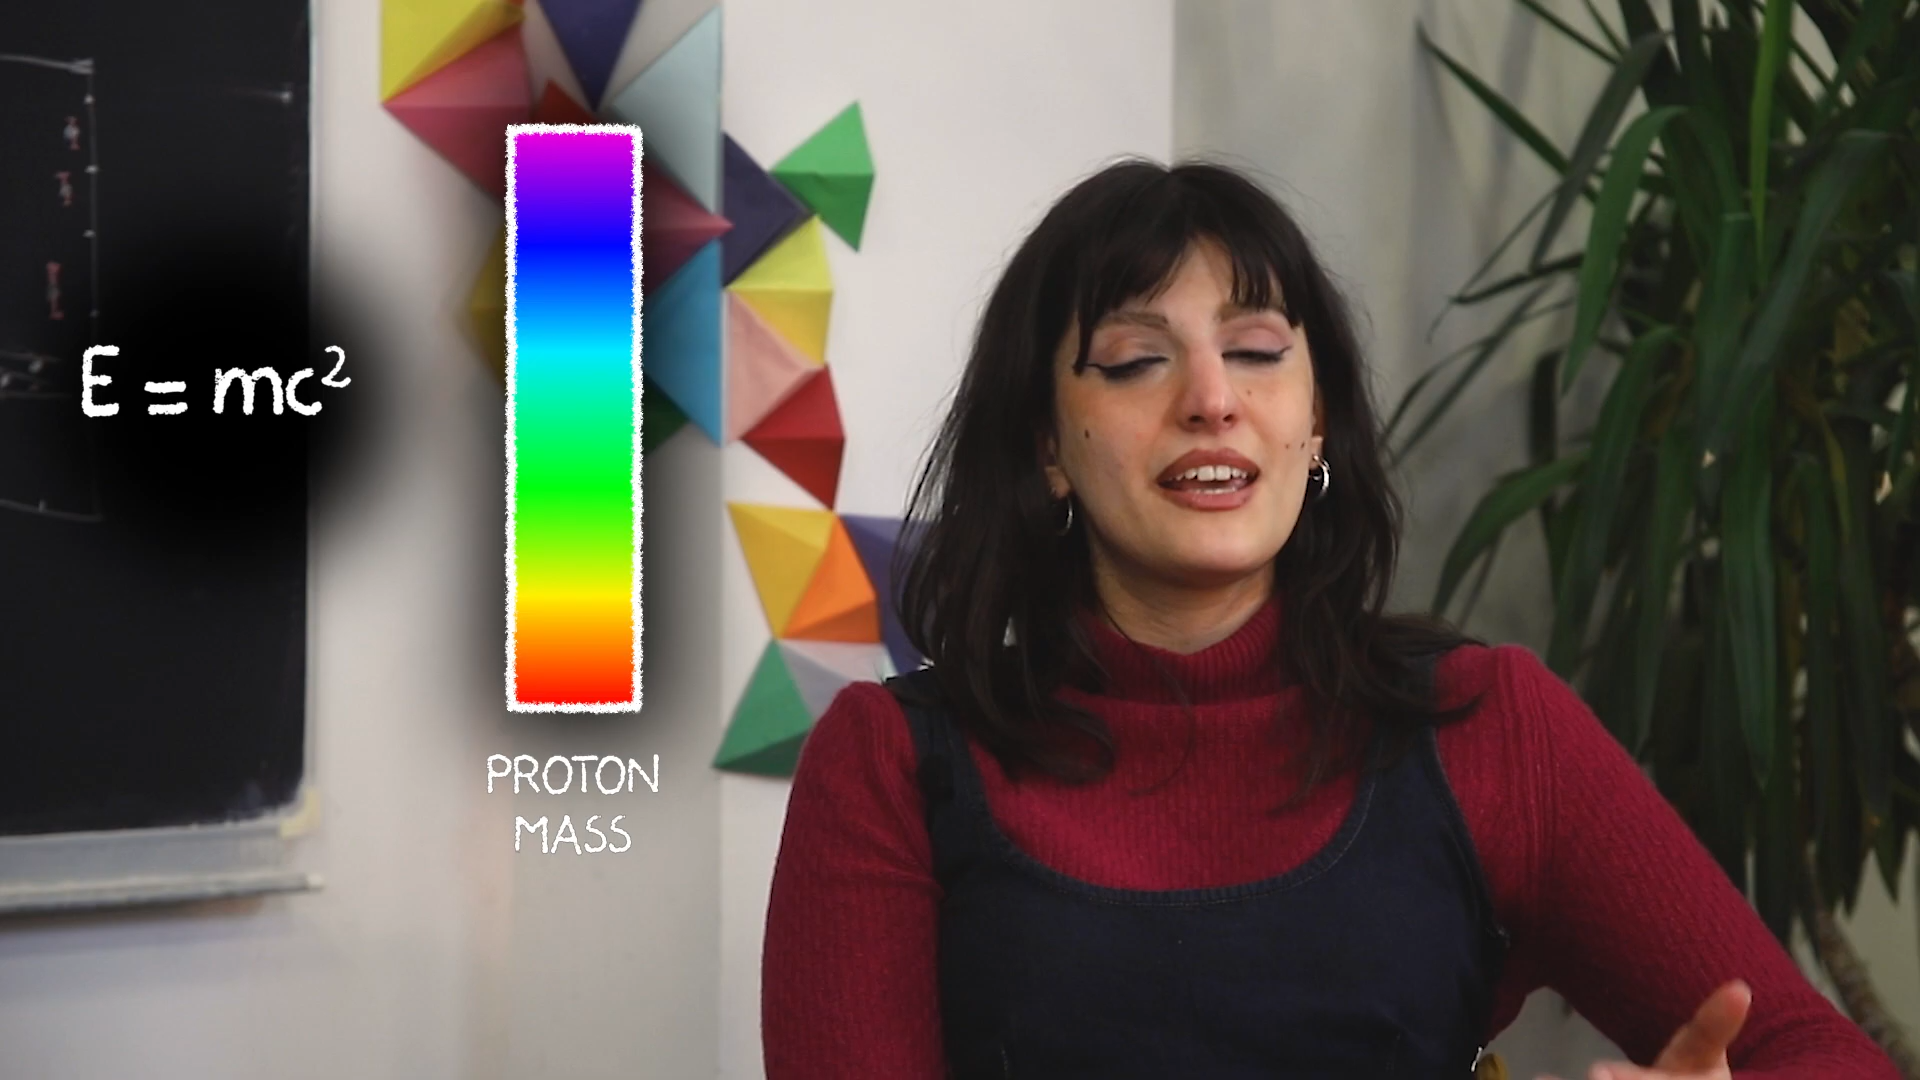 E = mc²
PROTON
MASS